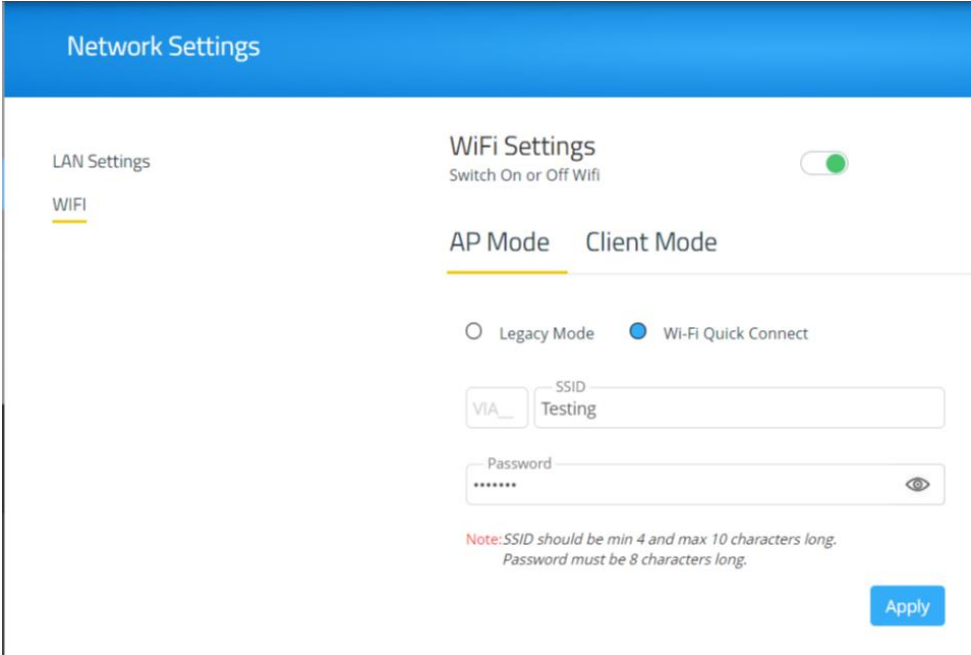 Network Settings
LAN Settings
WIFI
WiFi Settings
Switch On or Off Wifi
AP Mode Client Mode
Legacy Mode Wi-Fi Quick Connect
SSID
VIA__ Testing
Password
•••••••
Note:SSID should be min 4 and max 10 characters long.
Password must be 8 characters long.
Apply